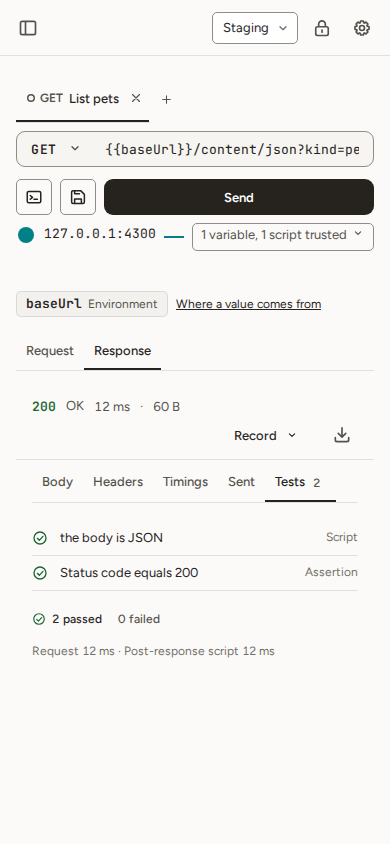 Staging
GET List pets
GET {{baseUrl}}/content/json?kind=pe
Send
127.0.0.1:4300 1 variable, 1 script trusted
baseUrl Environment Where a value comes from
Request Response
200 OK 12 ms · 60 B
Record
Body Headers Timings Sent Tests 2
the body is JSON Script
Status code equals 200 Assertion
2 passed 0 failed
Request 12 ms · Post-response script 12 ms